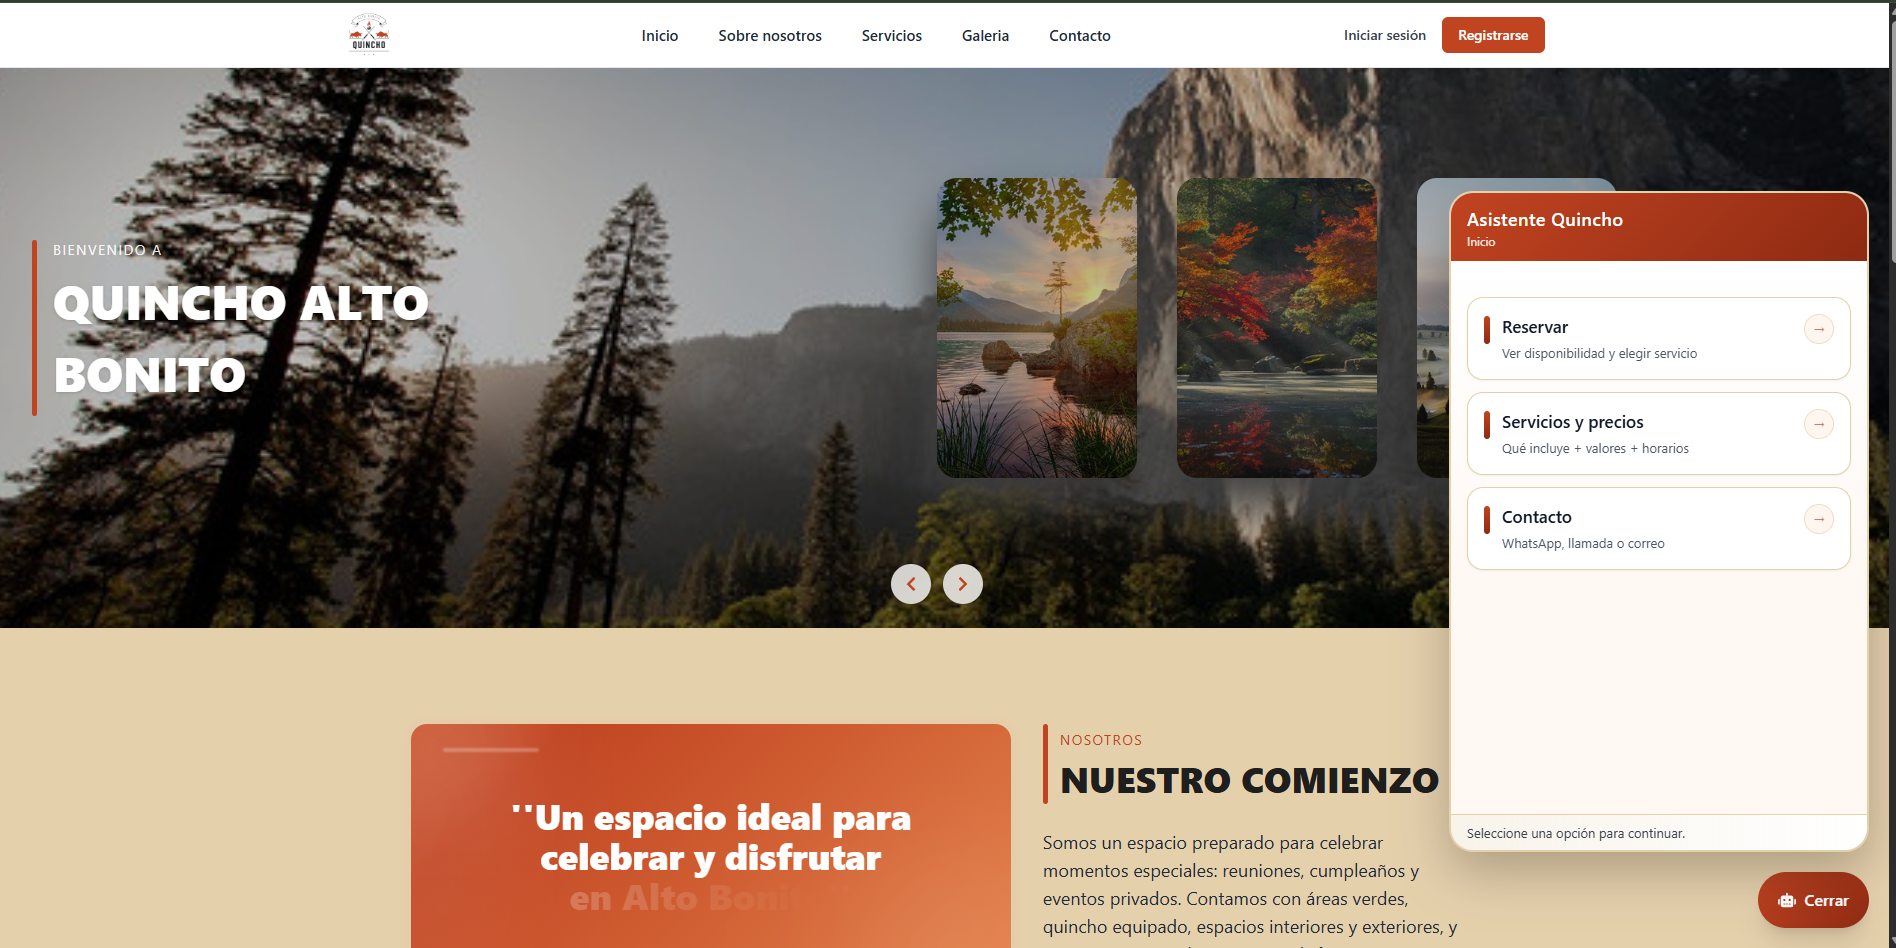 QUINCHO
Inicio
Sobre nosotros
Servicios
Galeria
Contacto
Iniciar sesión
Registrarse
BIENVENIDO A
QUINCHO ALTO
BONITO
Asistente Quincho
Inicio
Reservar
→
Ver disponibilidad y elegir servicio
Servicios y precios
→
Qué incluye + valores + horarios
Contacto
→
WhatsApp, llamada o correo
Seleccione una opción para continuar.
Cerrar
"Un espacio ideal para
celebrar y disfrutar
en Alto Bonito"
NOSOTROS
NUESTRO COMIENZO
Somos un espacio preparado para celebrar
momentos especiales: reuniones, cumpleaños y
eventos privados. Contamos con áreas verdes,
quincho equipado, espacios interiores y exteriores, y